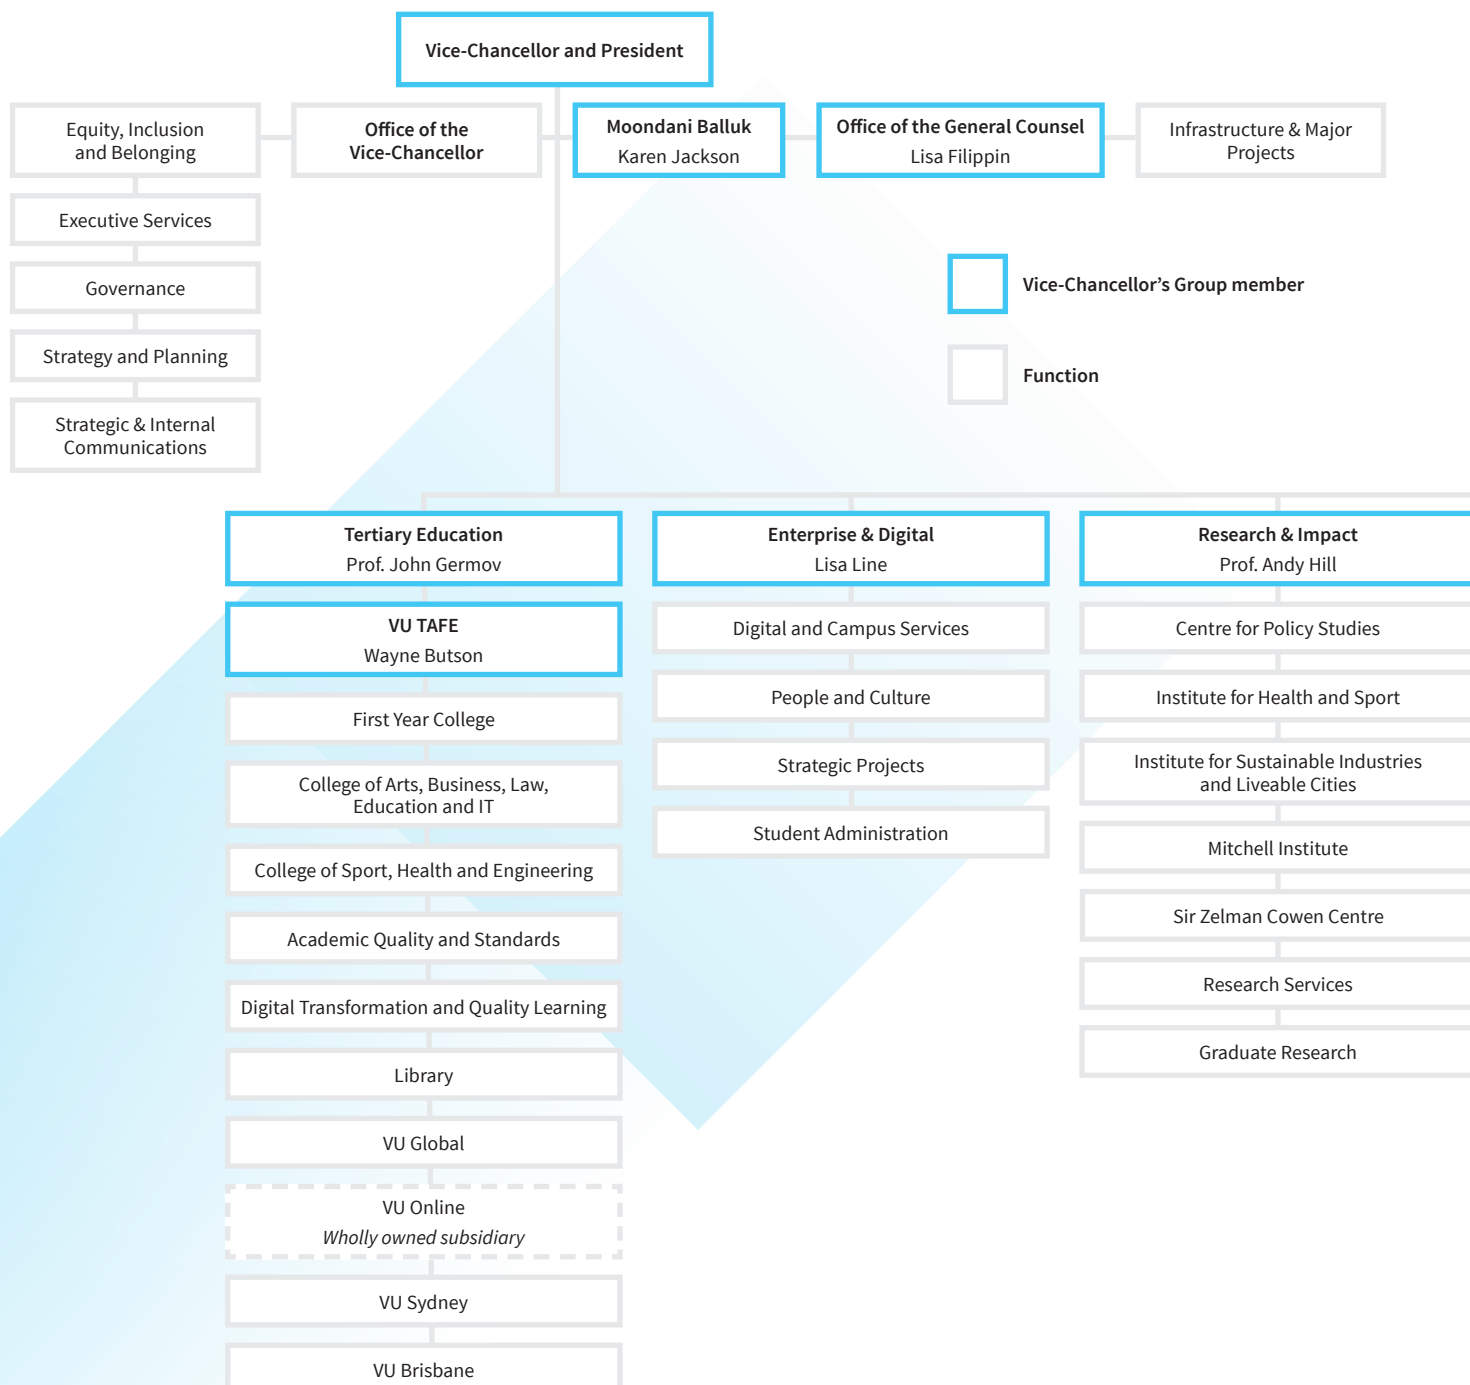 Vice-Chancellor and President
Equity, Inclusion
and Belonging
Office of the
Vice-Chancellor
Moondani Balluk
Karen Jackson
Office of the General Counsel
Lisa Filippin
Infrastructure & Major
Projects
Executive Services
Governance
Strategy and Planning
Strategic & Internal
Communications
Vice-Chancellor’s Group member
Function
Tertiary Education
Prof. John Germov
VU TAFE
Wayne Butson
First Year College
College of Arts, Business, Law,
Education and IT
College of Sport, Health and Engineering
Academic Quality and Standards
Digital Transformation and Quality Learning
Library
VU Global
VU Online
Wholly owned subsidiary
VU Sydney
VU Brisbane
Enterprise & Digital
Lisa Line
Digital and Campus Services
People and Culture
Strategic Projects
Student Administration
Research & Impact
Prof. Andy Hill
Centre for Policy Studies
Institute for Health and Sport
Institute for Sustainable Industries
and Liveable Cities
Mitchell Institute
Sir Zelman Cowen Centre
Research Services
Graduate Research